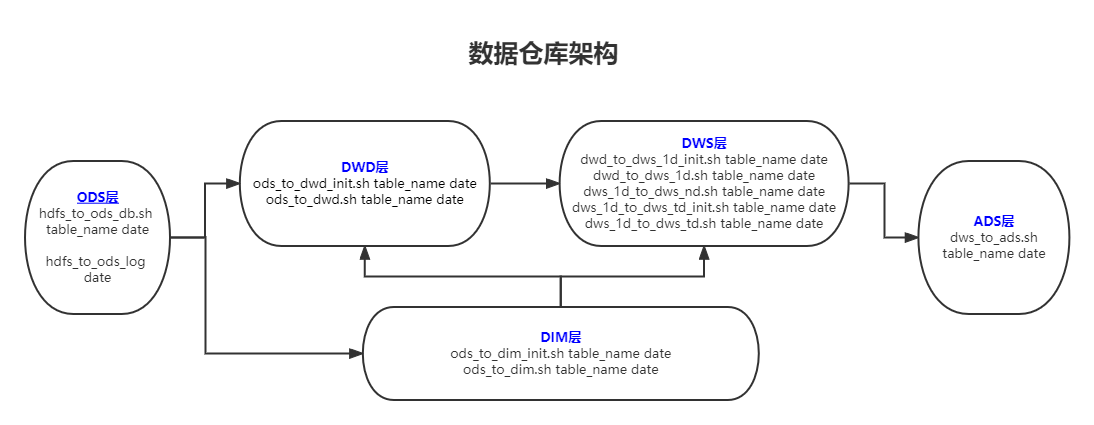 数据仓库架构
ODS层
hdfs_to_ods_db.sh
table_name date
hdfs_to_ods_log
date
DWD层
ods_to_dwd_init.sh table_name date
ods_to_dwd.sh table_name date
DWS层
dwd_to_dws_1d_init.sh table_name date
dwd_to_dws_1d.sh table_name date
dws_1d_to_dws_nd.sh table_name date
dws_1d_to_dws_td_init.sh table_name date
dws_1d_to_dws_td.sh table_name date
ADS层
dws_to_ads.sh
table_name date
DIM层
ods_to_dim_init.sh table_name date
ods_to_dim.sh table_name date